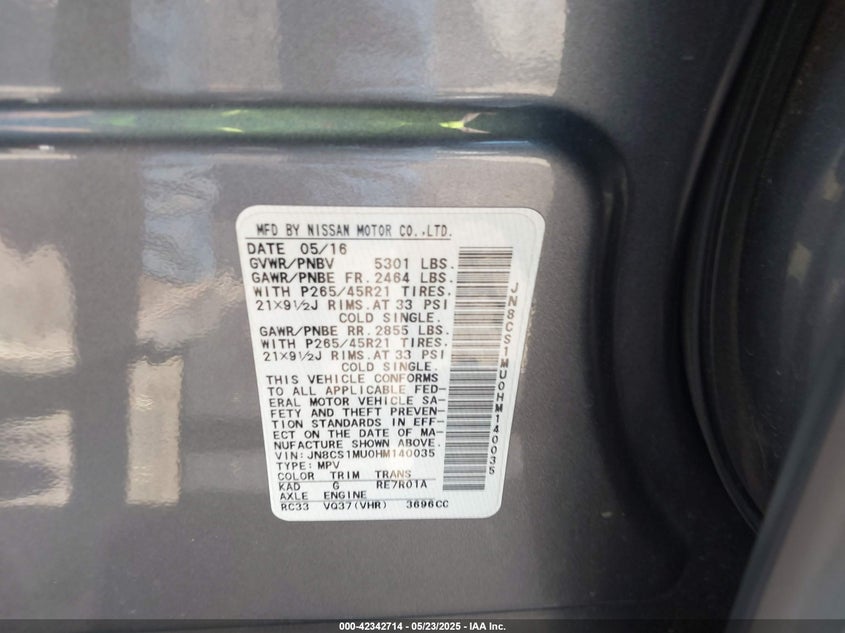 MFD BY NISSAN MOTOR CO.,LTD.
DATE 05/16
GVWR/PNBV 5301 LBS.
GAWR/PNBE FR. 2464 LBS.
WITH P265/45R21 TIRES,
21×9½J RIMS.AT 33 PSI
COLD SINGLE.
GAWR/PNBE RR. 2855 LBS.
WITH P265/45R21 TIRES,
21×9½J RIMS.AT 33 PSI
COLD SINGLE.
THIS VEHICLE CONFORMS
TO ALL APPLICABLE FED-
ERAL MOTOR VEHICLE SA-
FETY AND THEFT PREVEN-
TION STANDARDS IN EFF-
ECT ON THE DATE OF MA-
NUFACTURE SHOWN ABOVE.
VIN: JN8CS1MU0HM140035
TYPE: MPV
COLOR TRIM TRANS
KAD G RE7R01A
AXLE ENGINE
RC33 VQ37(VHR) 3696CC
JN8CS1MU0HM140035
000-42342714 - 05/23/2025 - IAA Inc.